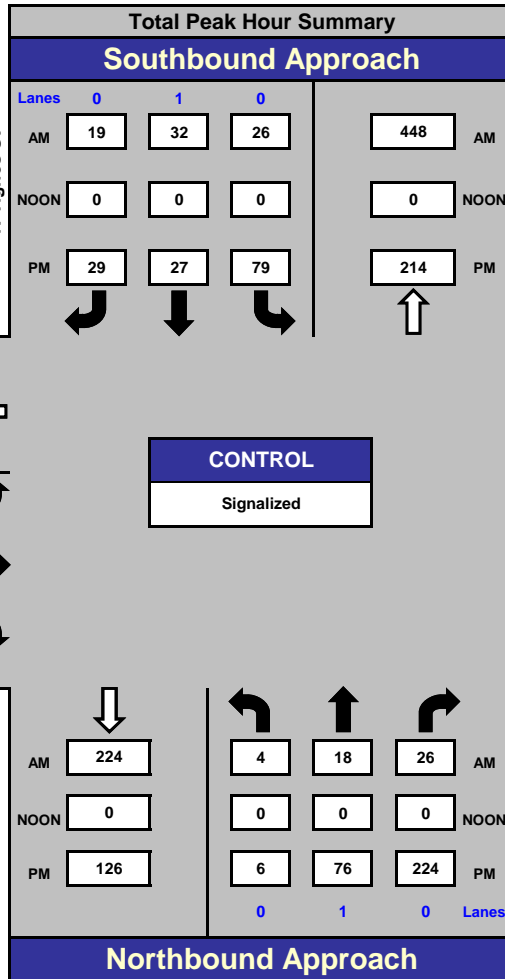 Total Peak Hour Summary
Southbound Approach
Lanes 0 1 0
AM 19 32 26 448 AM
NOON 0 0 0 0 NOON
PM 29 27 79 214 PM
CONTROL
Signalized
AM 224 4 18 26 AM
NOON 0 0 0 0 NOON
PM 126 6 76 224 PM
0 1 0 Lanes
Northbound Approach